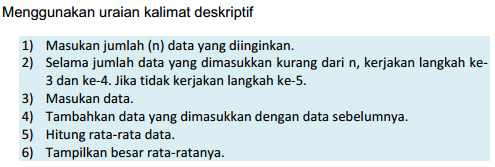 Menggunakan uraian kalimat deskriptif
1) Masukan jumlah (n) data yang diinginkan.
2) Selama jumlah data yang dimasukkan kurang dari n, kerjakan langkah ke-
3 dan ke-4. Jika tidak kerjakan langkah ke-5.
3) Masukan data.
4) Tambahkan data yang dimasukkan dengan data sebelumnya.
5) Hitung rata-rata data.
6) Tampilkan besar rata-ratanya.